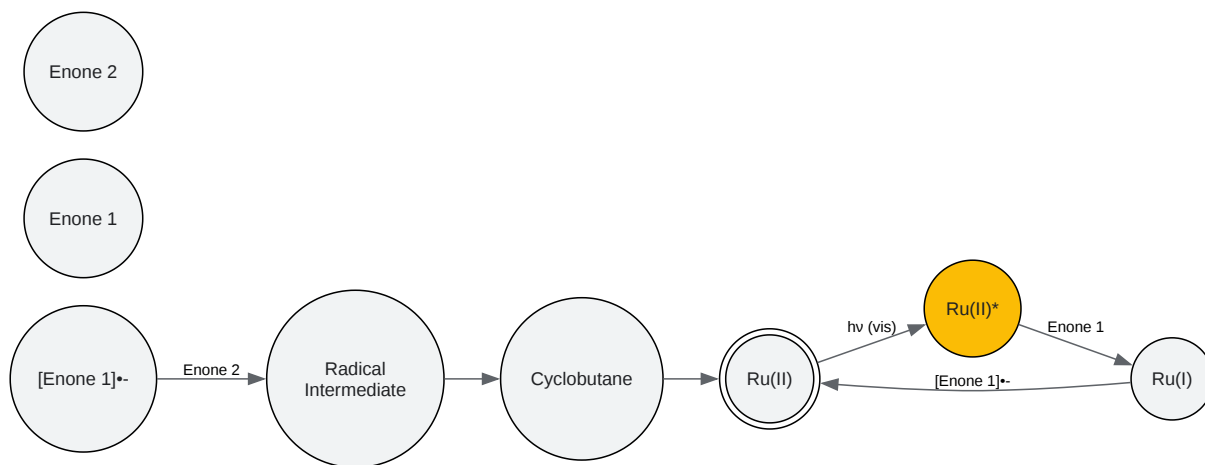 Enone 2
Enone 1
[Enone 1]•-
Enone 2
Radical
Intermediate
Cyclobutane
Ru(II)
hν (vis)
Ru(II)*
Enone 1
[Enone 1]•-
Ru(I)